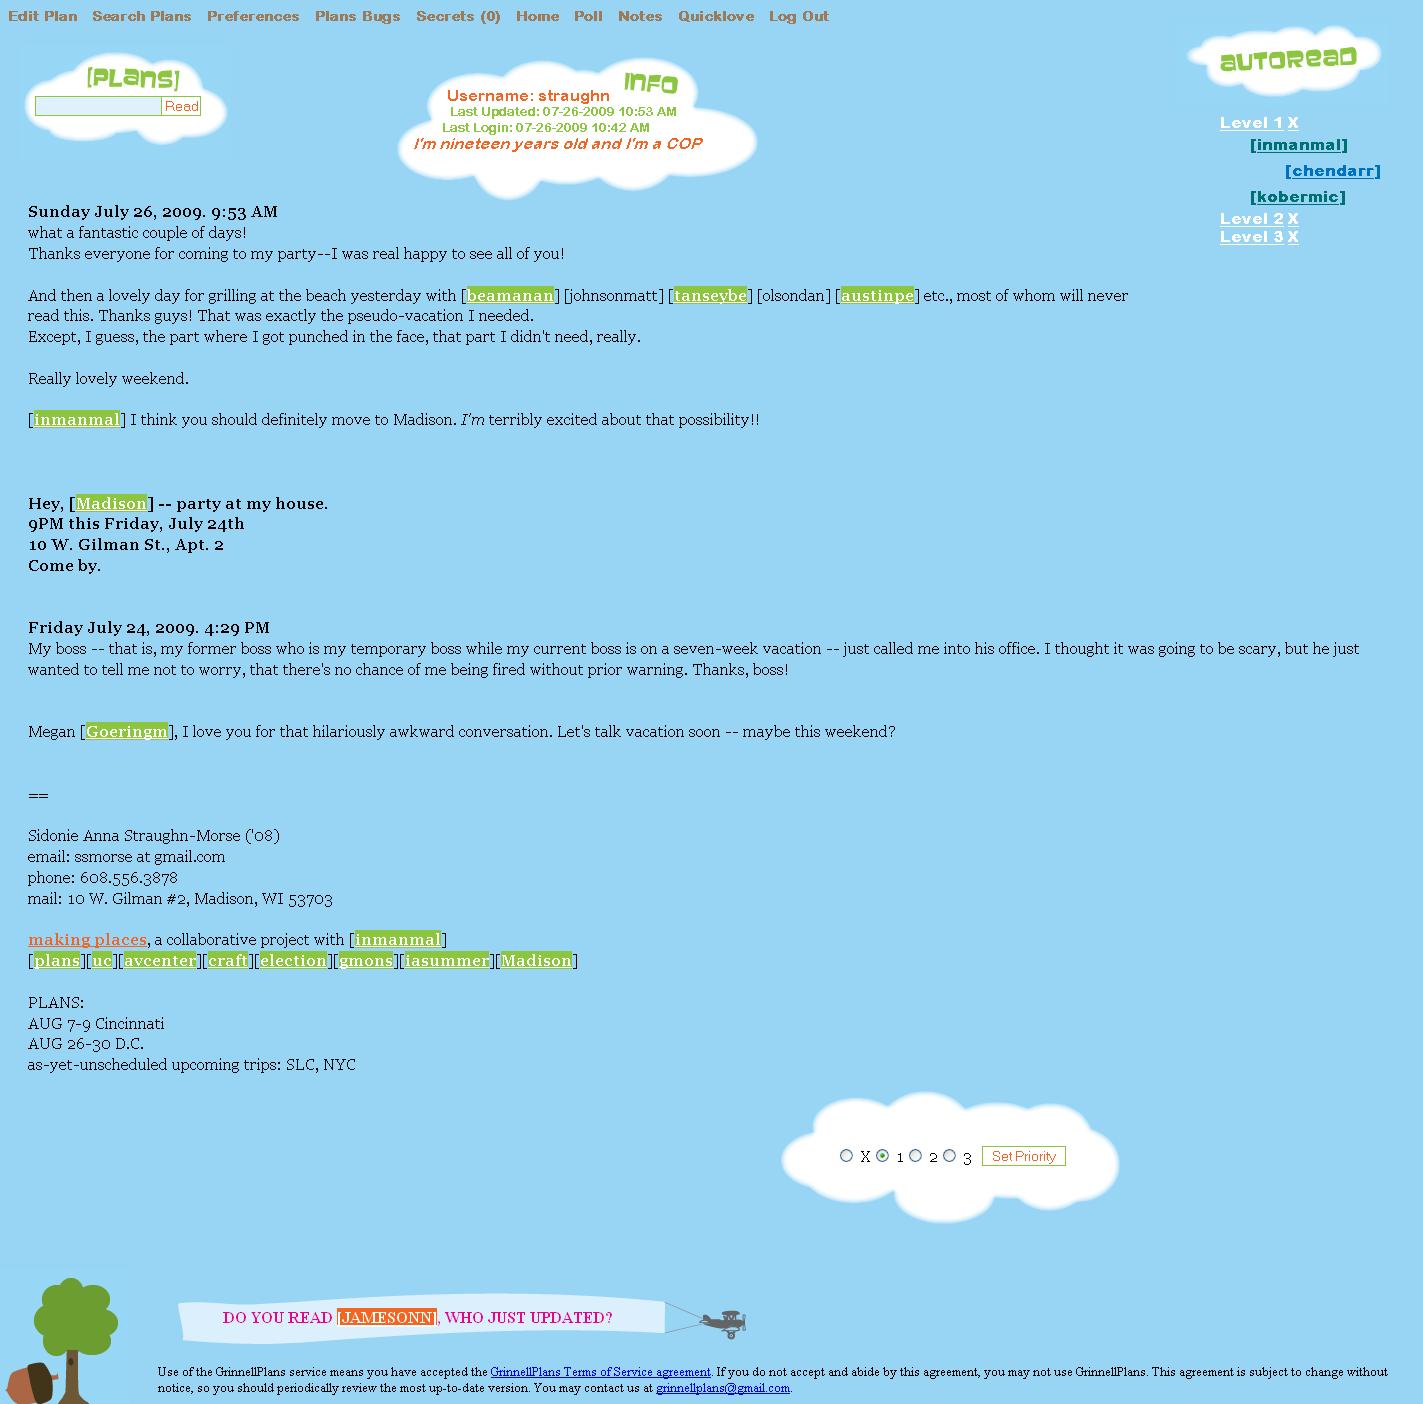 Edit Plan Search Plans Preferences Plans Bugs Secrets (0) Home Poll Notes Quicklove Log Out
[PLANS]
Read
INFO
Username: straughn
Last Updated: 07-26-2009 10:53 AM
Last Login: 07-26-2009 10:42 AM
I'm nineteen years old and I'm a COP
AUTOREAD
Level 1 X
[inmanmal]
[chendarr]
[kobermic]
Level 2 X
Level 3 X
Sunday July 26, 2009. 9:53 AM
what a fantastic couple of days!
Thanks everyone for coming to my party--I was real happy to see all of you!
And then a lovely day for grilling at the beach yesterday with [beamanan] [johnsonmatt] [tanseybe] [olsondan] [austinpe] etc., most of whom will never
read this. Thanks guys! That was exactly the pseudo-vacation I needed.
Except, I guess, the part where I got punched in the face, that part I didn't need, really.
Really lovely weekend.
[inmanmal] I think you should definitely move to Madison. I'm terribly excited about that possibility!!
Hey, [Madison] -- party at my house.
9PM this Friday, July 24th
10 W. Gilman St., Apt. 2
Come by.
Friday July 24, 2009. 4:29 PM
My boss -- that is, my former boss who is my temporary boss while my current boss is on a seven-week vacation -- just called me into his office. I thought it was going to be scary, but he just
wanted to tell me not to worry, that there's no chance of me being fired without prior warning. Thanks, boss!
Megan [Goeringm], I love you for that hilariously awkward conversation. Let's talk vacation soon -- maybe this weekend?
==
Sidonie Anna Straughn-Morse ('08)
email: ssmorse at gmail.com
phone: 608.556.3878
mail: 10 W. Gilman #2, Madison, WI 53703
making places, a collaborative project with [inmanmal]
[plans][uc][avcenter][craft][election][gmons][iasummer][Madison]
PLANS:
AUG 7-9 Cincinnati
AUG 26-30 D.C.
as-yet-unscheduled upcoming trips: SLC, NYC
X 1 2 3 Set Priority
DO YOU READ [JAMESONN], WHO JUST UPDATED?
Use of the GrinnellPlans service means you have accepted the GrinnellPlans Terms of Service agreement. If you do not accept and abide by this agreement, you may not use GrinnellPlans. This agreement is subject to change without
notice, so you should periodically review the most up-to-date version. You may contact us at grinnellplans@gmail.com.